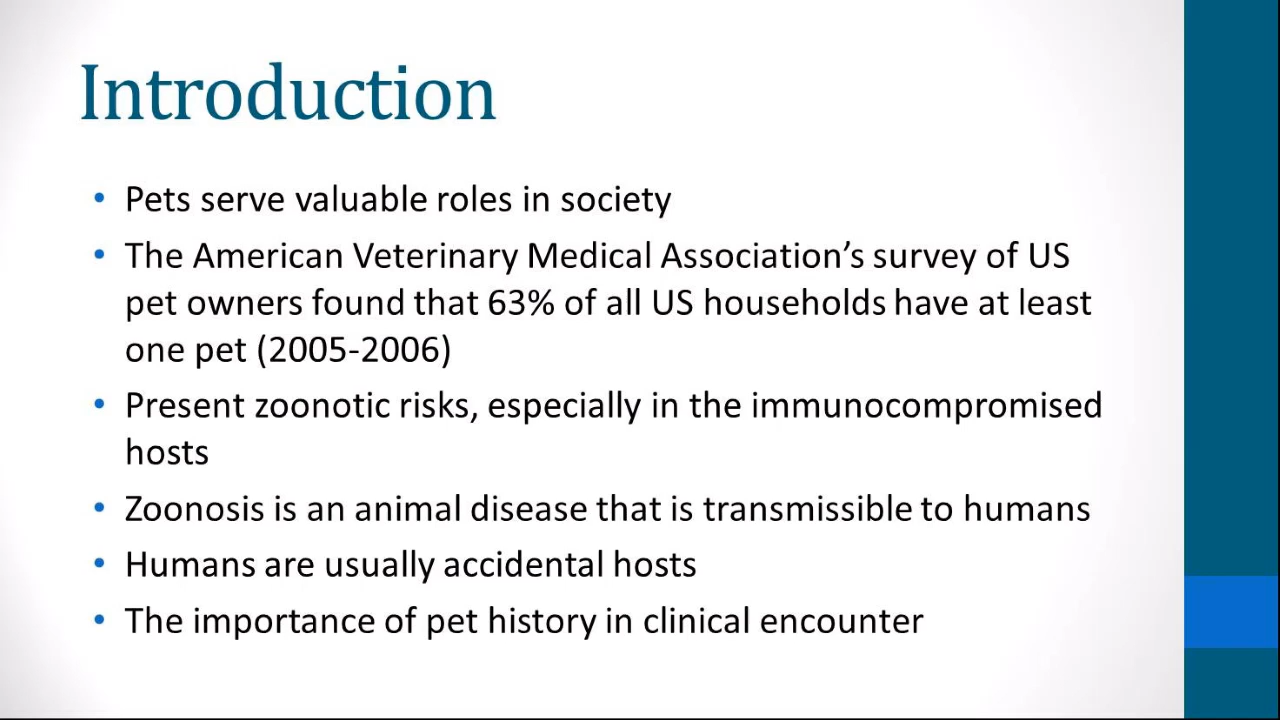 Introduction
• Pets serve valuable roles in society
• The American Veterinary Medical Association’s survey of US
pet owners found that 63% of all US households have at least
one pet (2005-2006)
• Present zoonotic risks, especially in the immunocompromised
hosts
• Zoonosis is an animal disease that is transmissible to humans
• Humans are usually accidental hosts
• The importance of pet history in clinical encounter